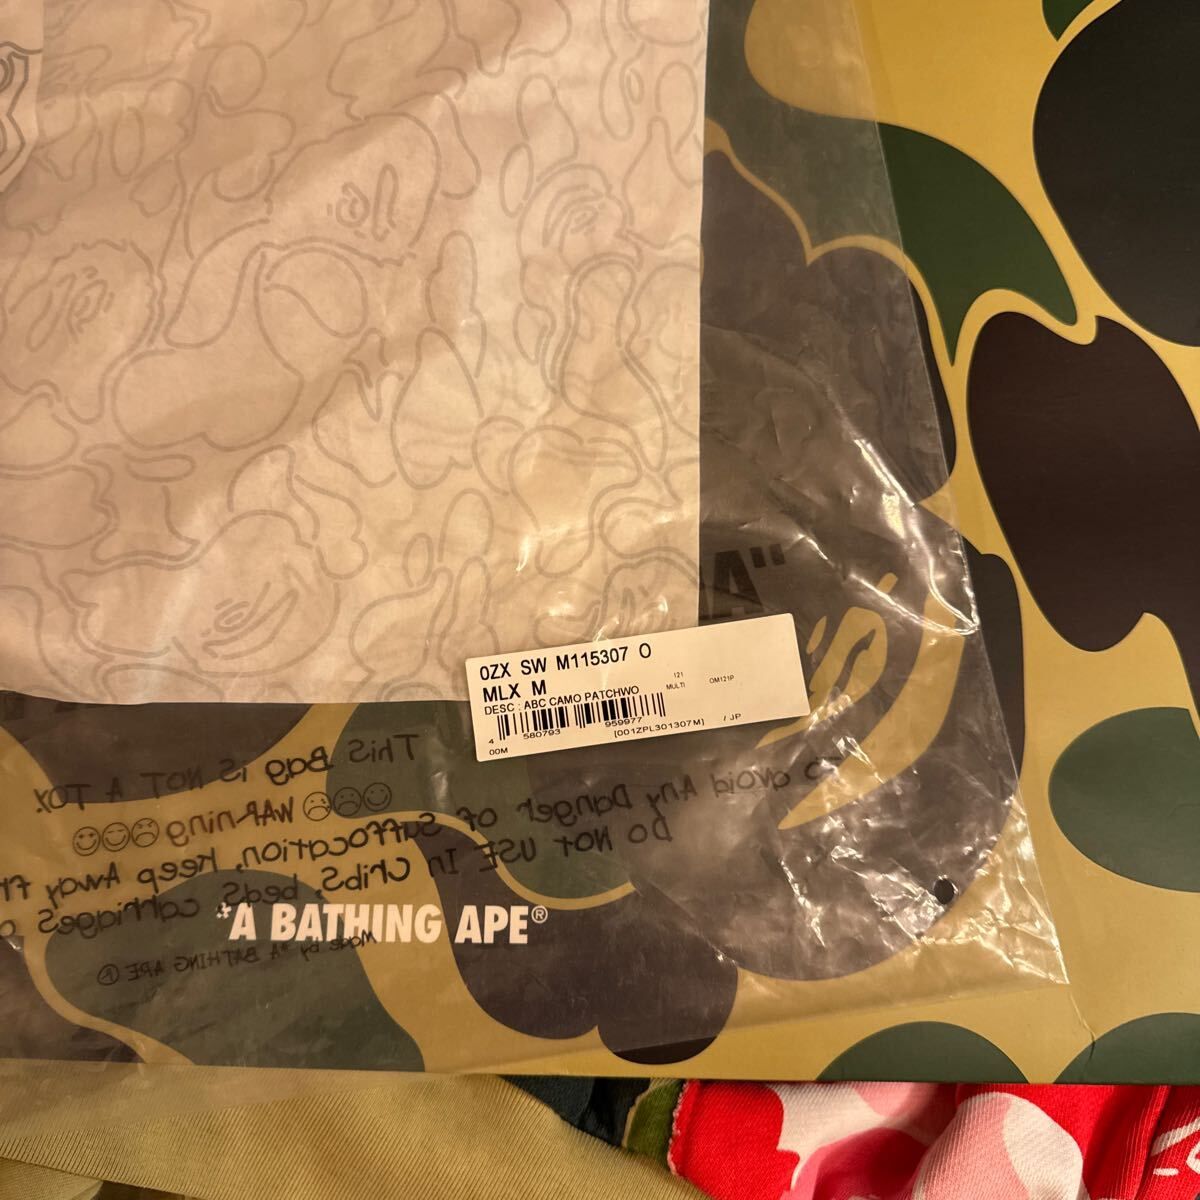 A"
0ZX SW M115307 O
MLX M
121
MULTI
OM121P
DESC : ABC CAMO PATCHWO
4 580793 959977
00M
[001ZPL301307M] / JP
This Bag is NOT A TOY
WARning
To avoid Any Danger of Suffocation, Keep Away
Do NOT USE In Cribs, beds, carriages
Made by *A BATHING APE ®
*A BATHING APE®